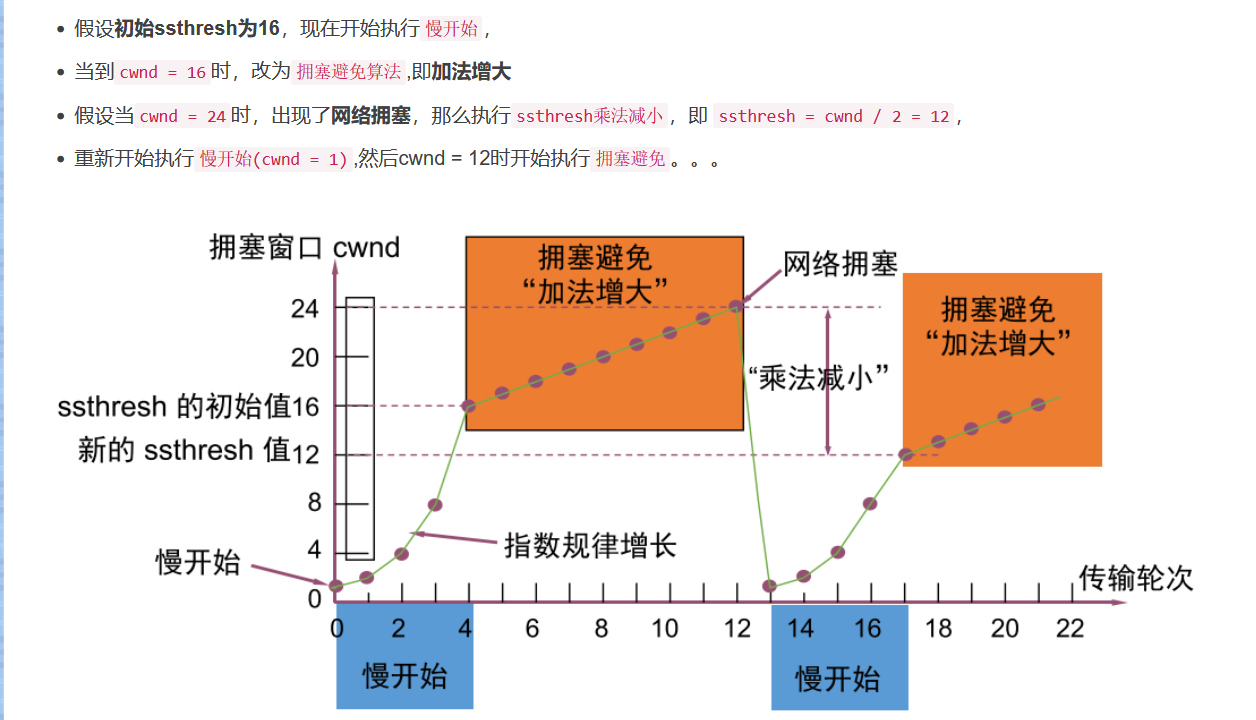 假设初始ssthresh为16，现在开始执行 慢开始，
当到 cwnd = 16 时，改为 拥塞避免算法 ,即加法增大
假设当 cwnd = 24 时，出现了网络拥塞，那么执行 ssthresh乘法减小 ，即 ssthresh = cwnd / 2 = 12 ，
重新开始执行 慢开始(cwnd = 1) ,然后cwnd = 12时开始执行 拥塞避免 。。。
拥塞窗口 cwnd
拥塞避免
“加法增大”
网络拥塞
拥塞避免
“加法增大”
24
20
“乘法减小”
ssthresh 的初始值16
新的 ssthresh 值12
8
4
指数规律增长
慢开始
0
传输轮次
0 2 4 6 8 10 12 14 16 18 20 22
慢开始
慢开始